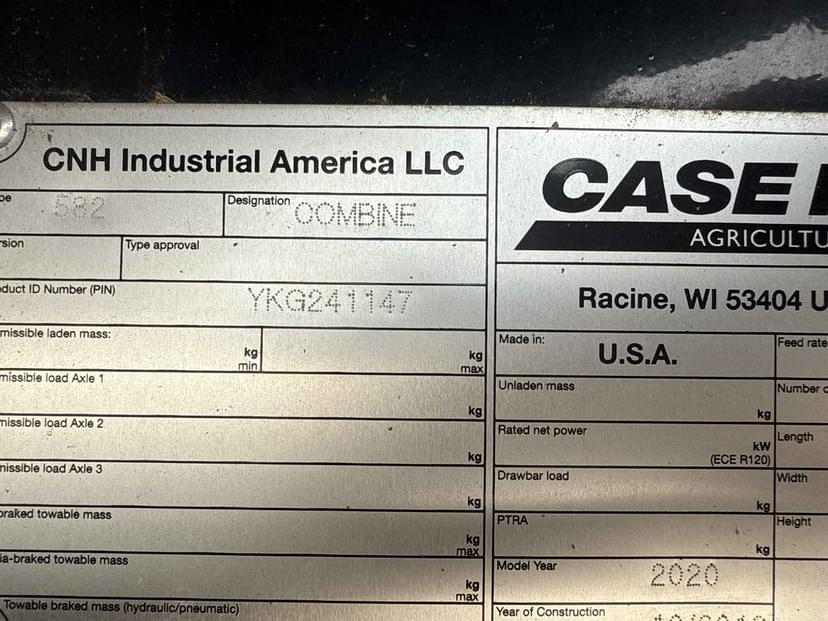 CNH Industrial America LLC
pe 582
Designation COMBINE
rsion
Type approval
duct ID Number (PIN)
YKG241147
missible laden mass:
kg
min
kg
max
missible load Axle 1
kg
missible load Axle 2
kg
missible load Axle 3
kg
braked towable mass
kg
max
ia-braked towable mass
kg
max
Towable braked mass (hydraulic/pneumatic)
CASE I
AGRICULTU
Racine, WI 53404 U
Made in:
U.S.A.
Feed rate
Unladen mass
kg
Number o
Rated net power
kW
(ECE R120)
Length
Drawbar load
kg
Width
PTRA
kg
Height
Model Year
2020
Year of Construction